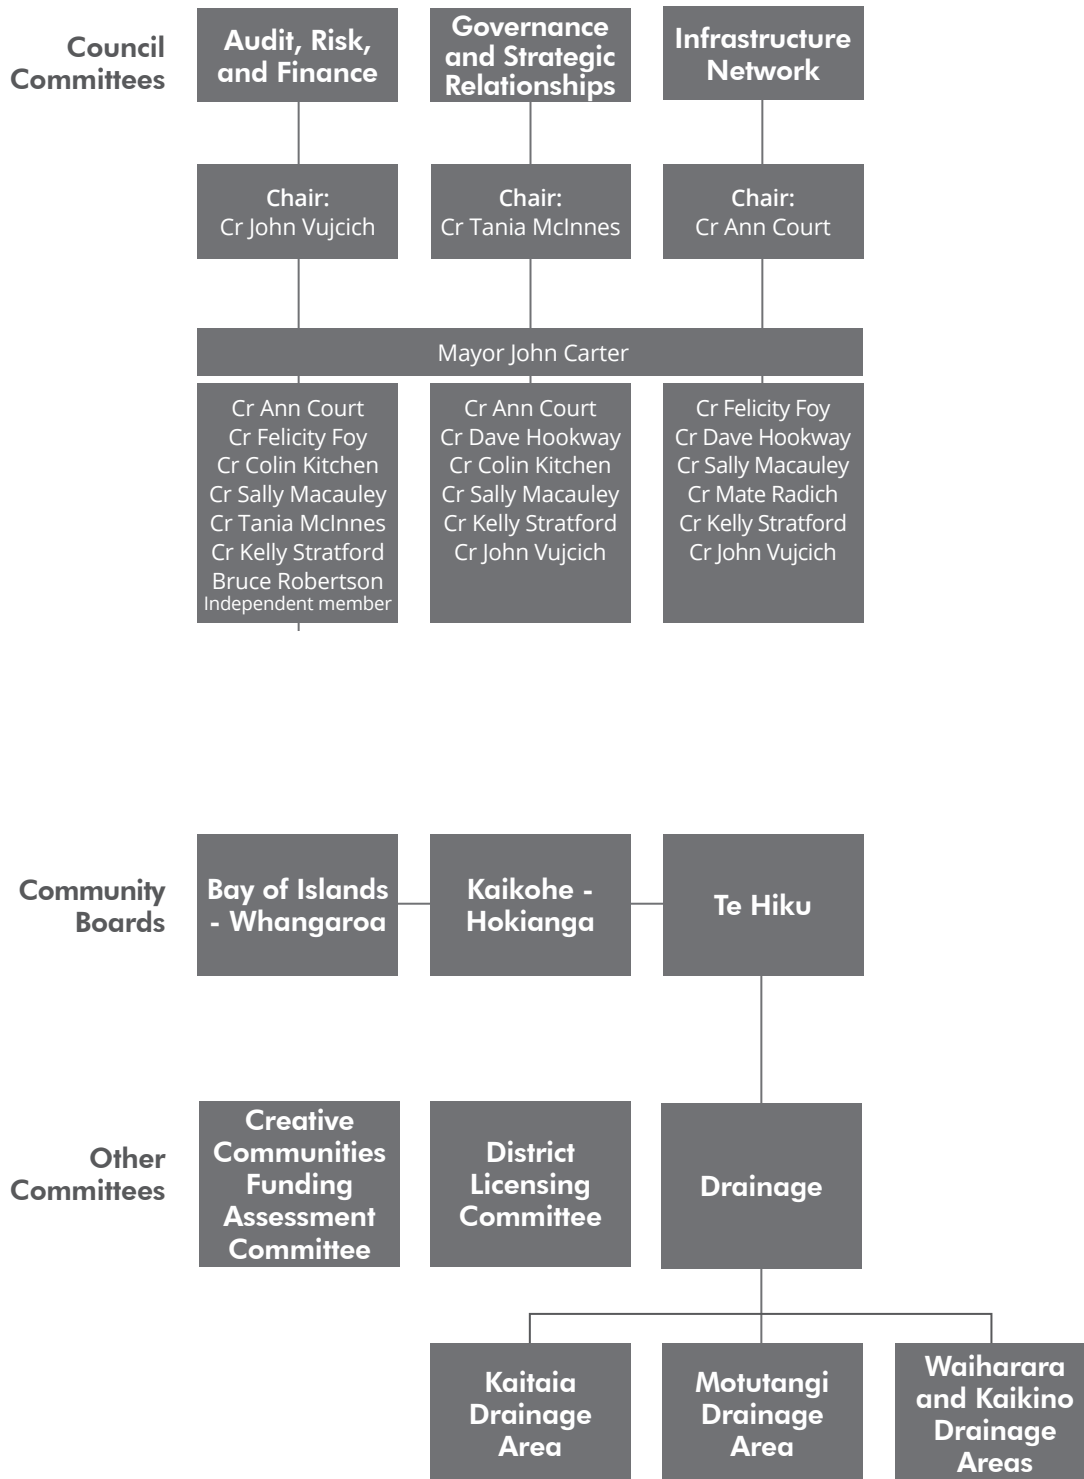 Council
Committees
Audit, Risk,
and Finance
Governance
and Strategic
Relationships
Infrastructure
Network
Chair:
Cr John Vujcich
Chair:
Cr Tania McInnes
Chair:
Cr Ann Court
Mayor John Carter
Cr Ann Court
Cr Felicity Foy
Cr Colin Kitchen
Cr Sally Macauley
Cr Tania McInnes
Cr Kelly Stratford
Bruce Robertson
Independent member
Cr Ann Court
Cr Dave Hookway
Cr Colin Kitchen
Cr Sally Macauley
Cr Kelly Stratford
Cr John Vujcich
Cr Felicity Foy
Cr Dave Hookway
Cr Sally Macauley
Cr Mate Radich
Cr Kelly Stratford
Cr John Vujcich
Community
Boards
Bay of Islands
- Whangaroa
Kaikohe -
Hokianga
Te Hiku
Other
Committees
Creative
Communities
Funding
Assessment
Committee
District
Licensing
Committee
Drainage
Kaitaia
Drainage
Area
Motutangi
Drainage
Area
Waiharara
and Kaikino
Drainage
Areas